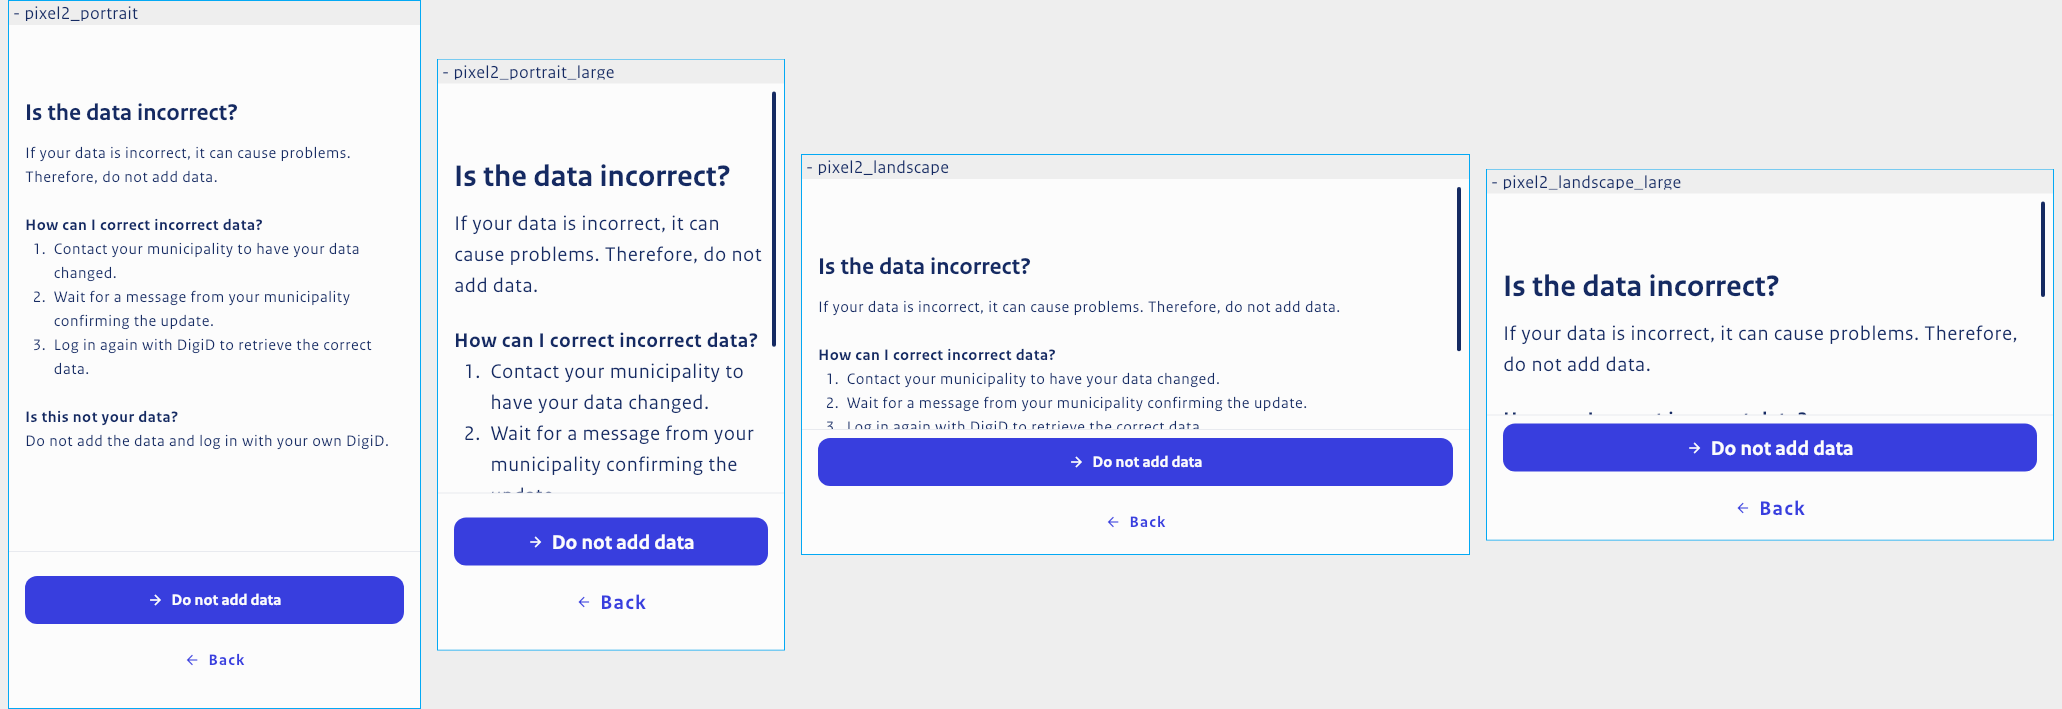 - pixel2_portrait
Is the data incorrect?
If your data is incorrect, it can cause problems.
Therefore, do not add data.
How can I correct incorrect data?
1. Contact your municipality to have your data
changed.
2. Wait for a message from your municipality
confirming the update.
3. Log in again with DigiD to retrieve the correct
data.
Is this not your data?
Do not add the data and log in with your own DigiD.
→ Do not add data
← Back
- pixel2_portrait_large
Is the data incorrect?
If your data is incorrect, it can
cause problems. Therefore, do not
add data.
How can I correct incorrect data?
1. Contact your municipality to
have your data changed.
2. Wait for a message from your
municipality confirming the
update.
→ Do not add data
← Back
- pixel2_landscape
Is the data incorrect?
If your data is incorrect, it can cause problems. Therefore, do not add data.
How can I correct incorrect data?
1. Contact your municipality to have your data changed.
2. Wait for a message from your municipality confirming the update.
3. Log in again with DigiD to retrieve the correct data.
→ Do not add data
← Back
- pixel2_landscape_large
Is the data incorrect?
If your data is incorrect, it can cause problems. Therefore,
do not add data.
→ Do not add data
← Back